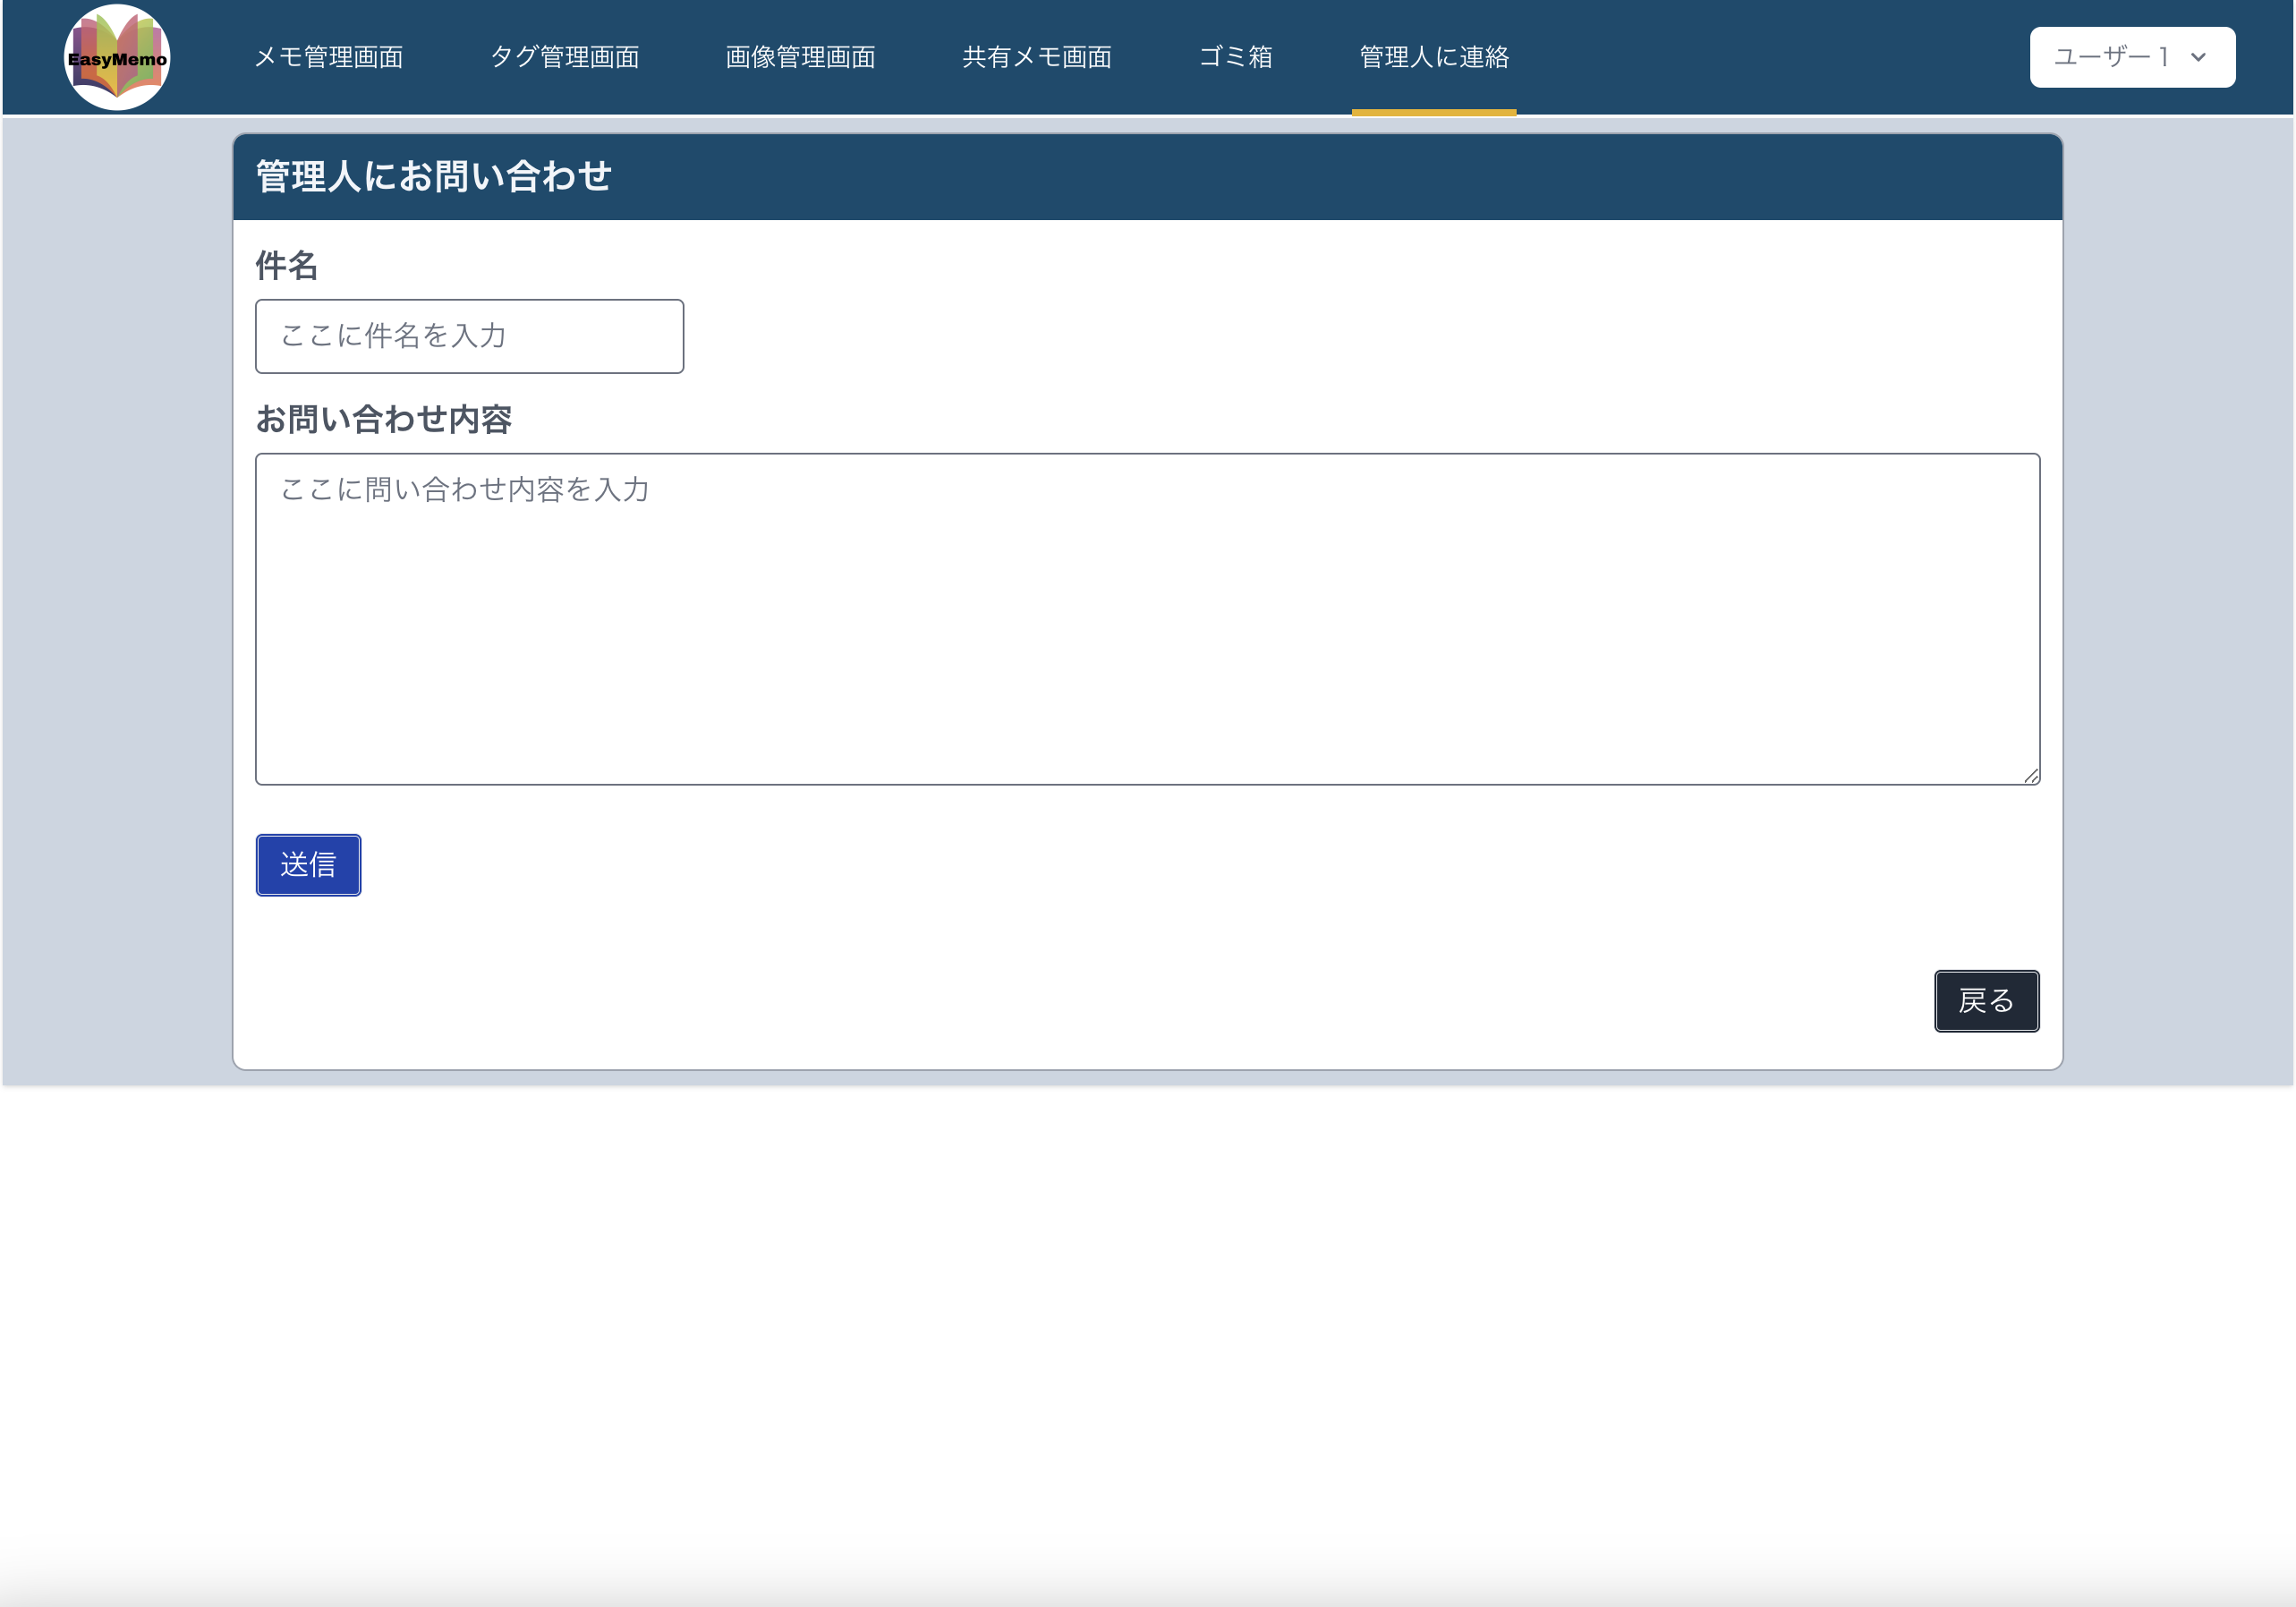 EasyMemo
メモ管理画面
タグ管理画面
画像管理画面
共有メモ画面
ゴミ箱
管理人に連絡
ユーザー1
管理人にお問い合わせ
件名
ここに件名を入力
お問い合わせ内容
ここに問い合わせ内容を入力
送信
戻る